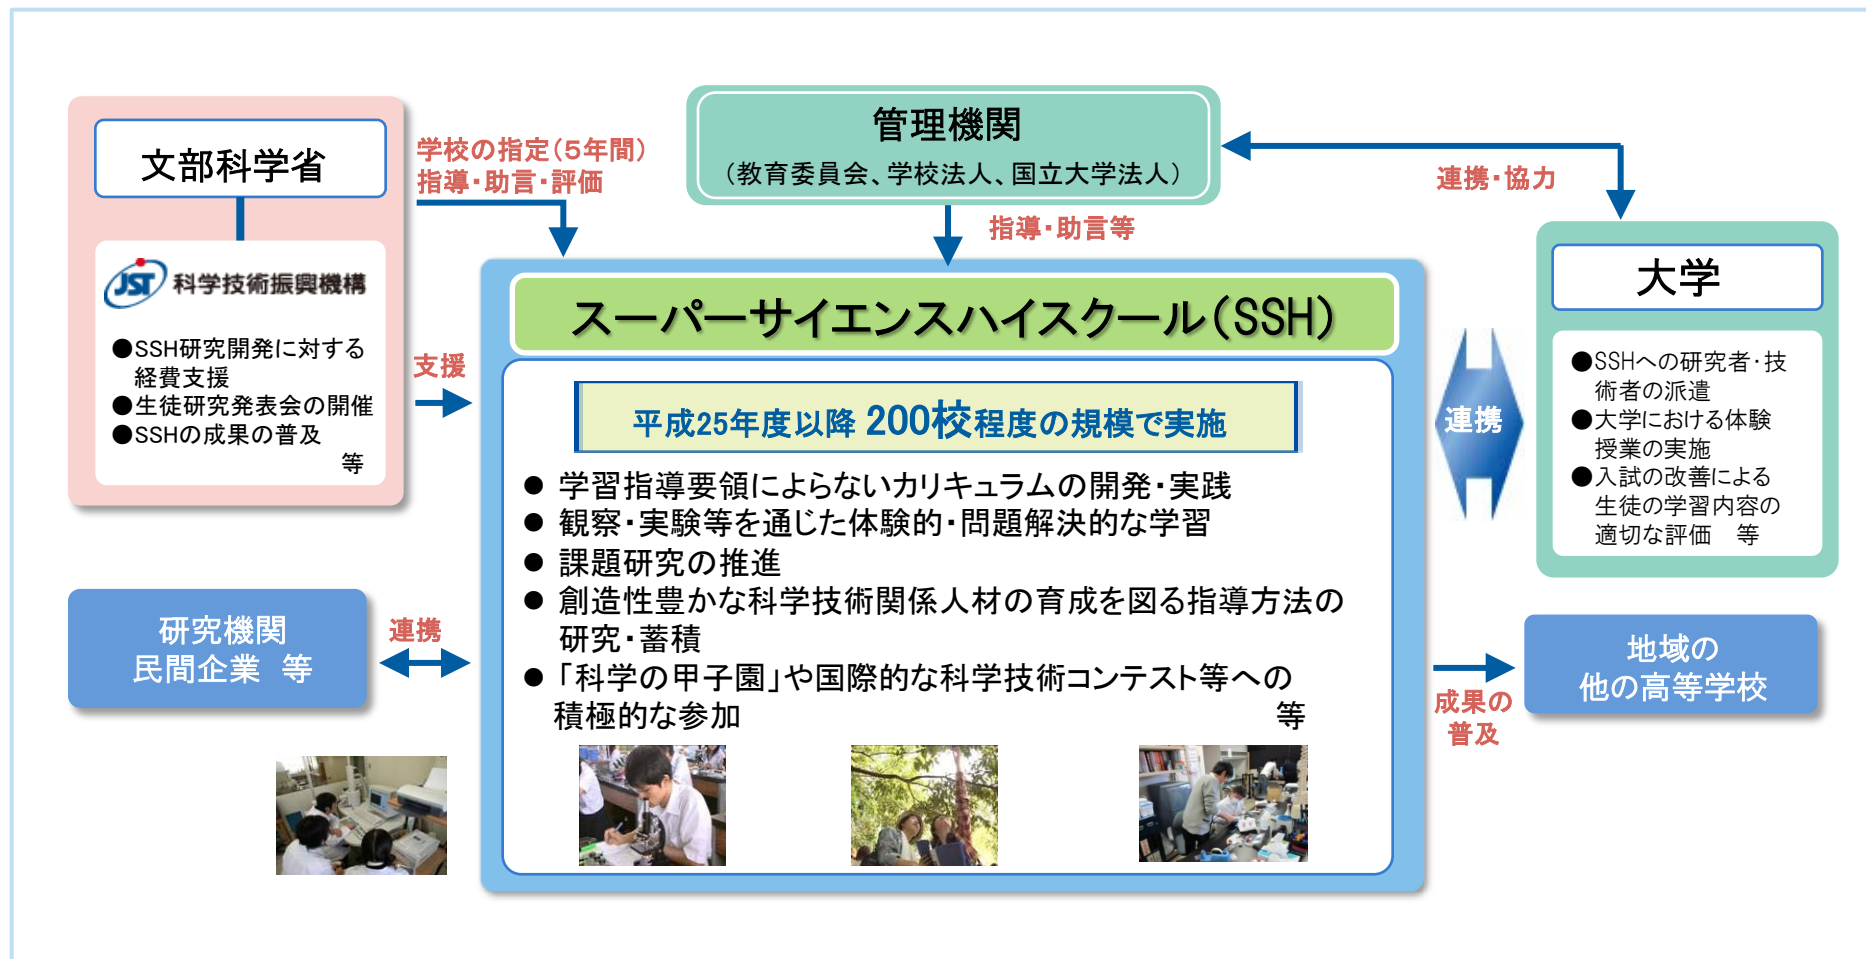 文部科学省
学校の指定(5年間)
指導・助言・評価
管理機関
(教育委員会、学校法人、国立大学法人)
指導・助言等
連携・協力
JST 科学技術振興機構
●SSH研究開発に対する
経費支援
●生徒研究発表会の開催
●SSHの成果の普及
等
支援
スーパーサイエンスハイスクール(SSH)
平成25年度以降 200校程度の規模で実施
● 学習指導要領によらないカリキュラムの開発・実践
● 観察・実験等を通じた体験的・問題解決的な学習
● 課題研究の推進
● 創造性豊かな科学技術関係人材の育成を図る指導方法の
研究・蓄積
● 「科学の甲子園」や国際的な科学技術コンテスト等への
積極的な参加 等
連携
大学
●SSHへの研究者・技
術者の派遣
●大学における体験
授業の実施
●入試の改善による
生徒の学習内容の
適切な評価 等
研究機関
民間企業 等
連携
成果の
普及
地域の
他の高等学校